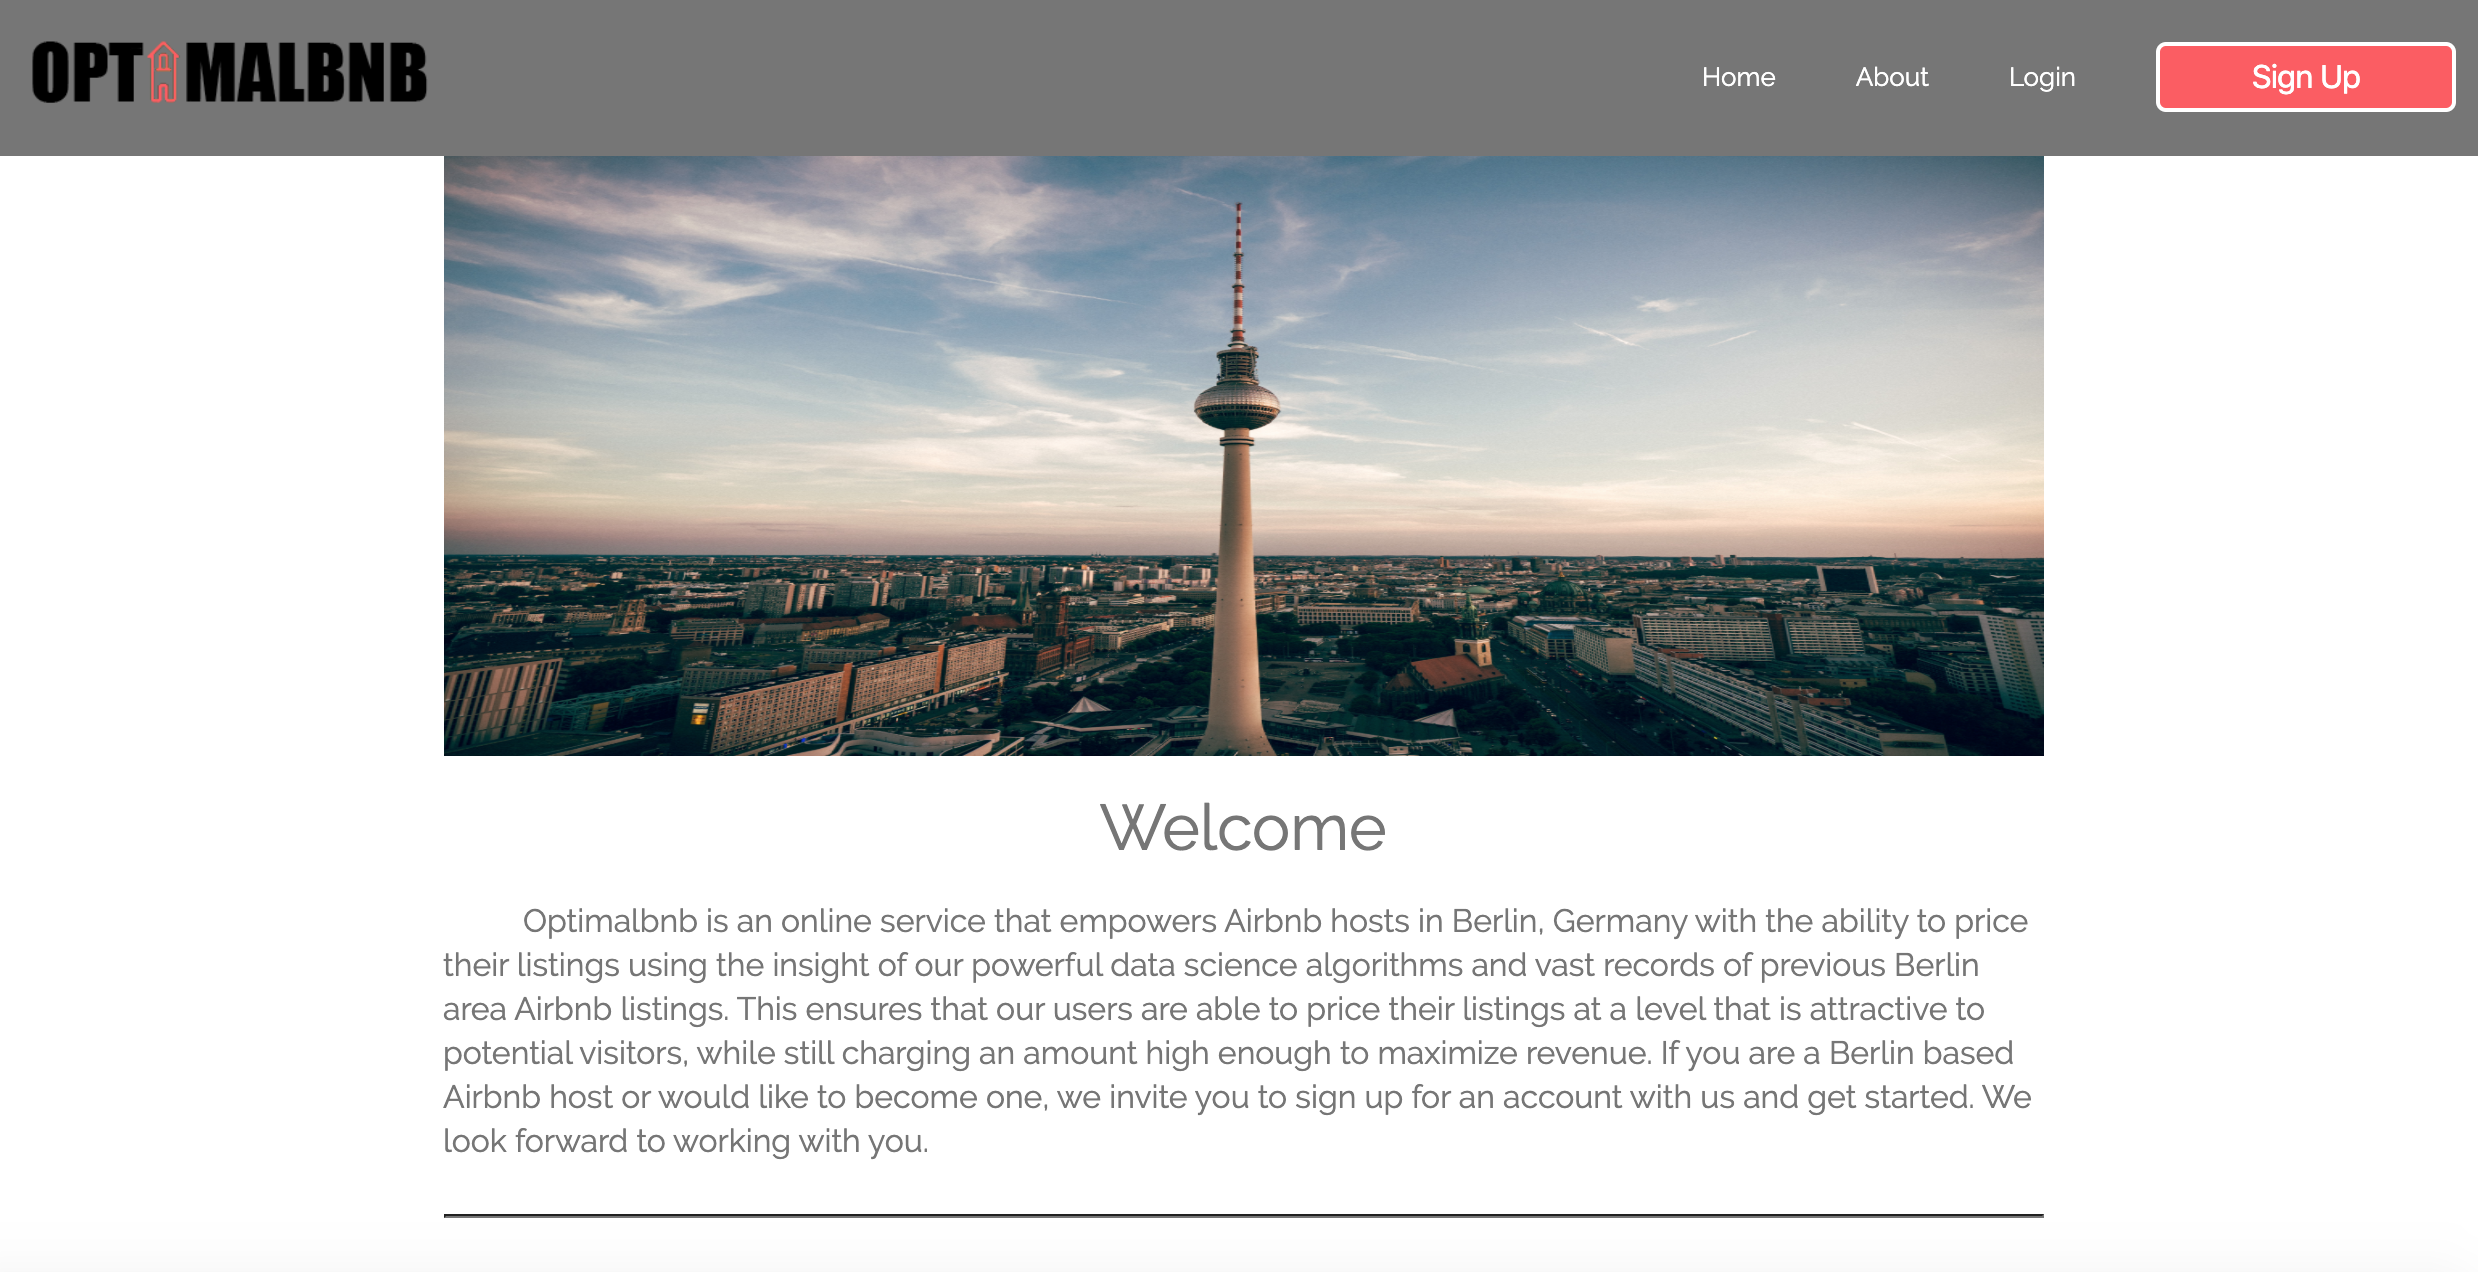 OPTIMALBNB
Home About Login Sign Up
Welcome
Optimalbnb is an online service that empowers Airbnb hosts in Berlin, Germany with the ability to price
their listings using the insight of our powerful data science algorithms and vast records of previous Berlin
area Airbnb listings. This ensures that our users are able to price their listings at a level that is attractive to
potential visitors, while still charging an amount high enough to maximize revenue. If you are a Berlin based
Airbnb host or would like to become one, we invite you to sign up for an account with us and get started. We
look forward to working with you.